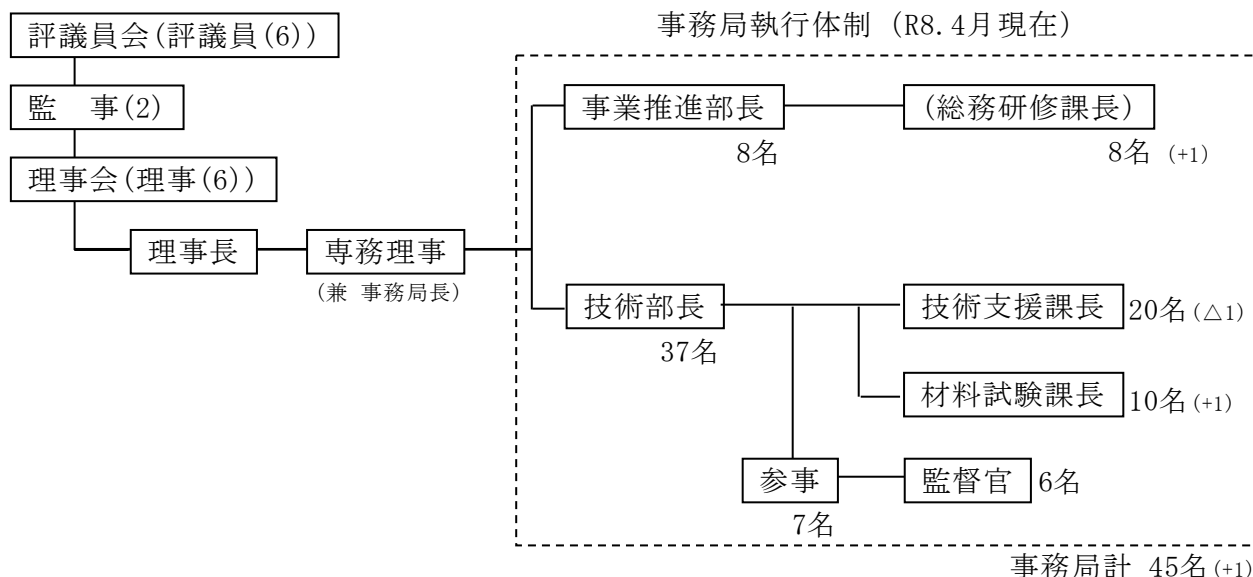 事務局執行体制 (R8.4月現在)
評議員会(評議員(6))
監　事(2)
理事会(理事(6))
理事長
専務理事
(兼 事務局長)
事業推進部長
8名
(総務研修課長)
8名 (+1)
技術部長
37名
技術支援課長
20名(△1)
材料試験課長
10名(+1)
参事
7名
監督官
6名
事務局計 45名(+1)